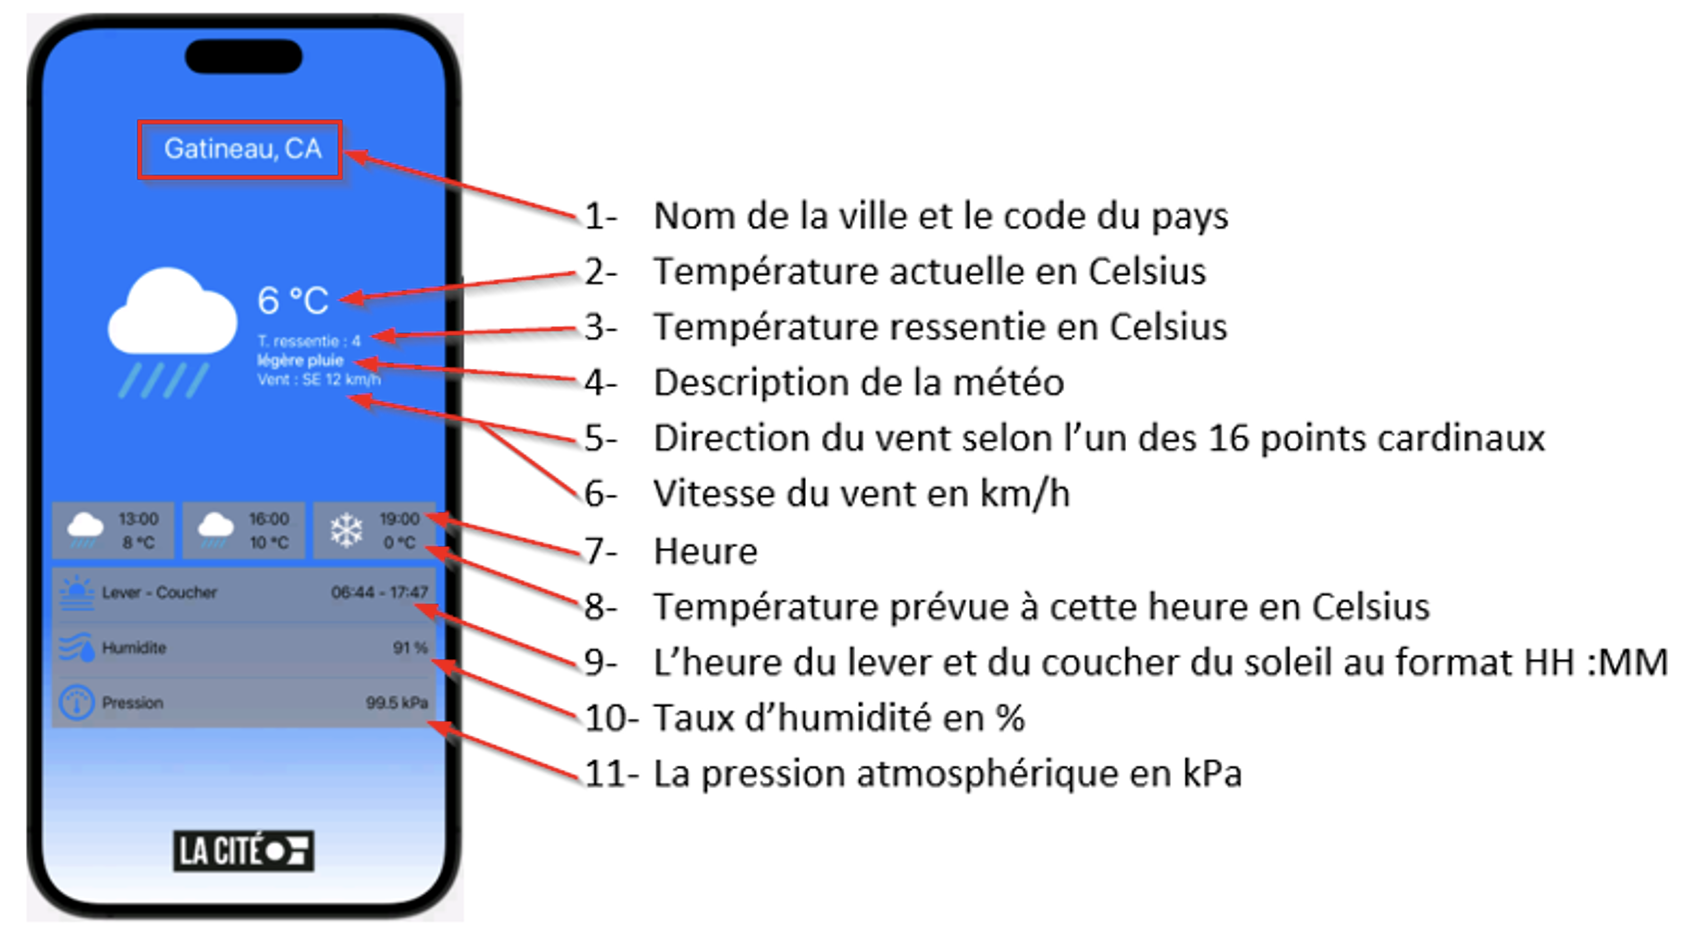 Gatineau, CA
6 °C
T. ressentie : 4
légère pluie
Vent : SE 12 km/h
13:00
8 °C
16:00
10 °C
19:00
0 °C
Lever - Coucher 06:44 - 17:47
Humidite 91 %
Pression 99.5 kPa
LA CITÉ
1- Nom de la ville et le code du pays
2- Température actuelle en Celsius
3- Température ressentie en Celsius
4- Description de la météo
5- Direction du vent selon l’un des 16 points cardinaux
6- Vitesse du vent en km/h
7- Heure
8- Température prévue à cette heure en Celsius
9- L’heure du lever et du coucher du soleil au format HH :MM
10- Taux d’humidité en %
11- La pression atmosphérique en kPa